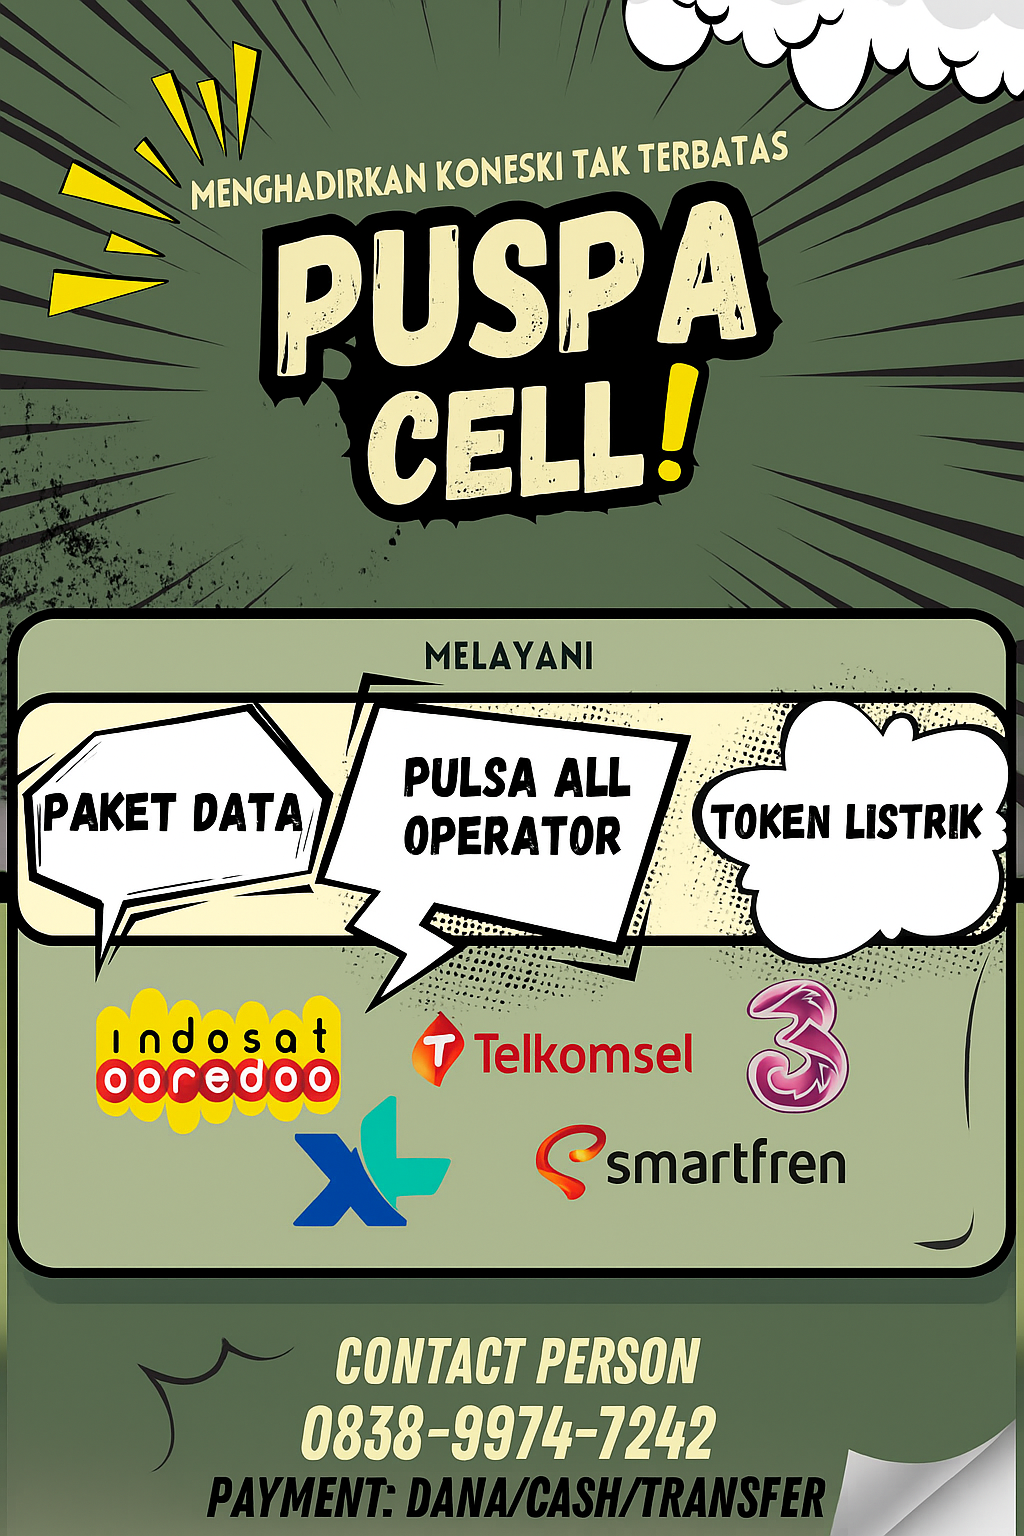 MENGHADIRKAN KONESKI TAK TERBATAS
PUSPA
CELL!
MELAYANI
PAKET DATA
PULSA ALL
OPERATOR
TOKEN LISTRIK
indosat
ooredoo
Telkomsel
3
XL
smartfren
CONTACT PERSON
0838-9974-7242
PAYMENT: DANA/CASH/TRANSFER